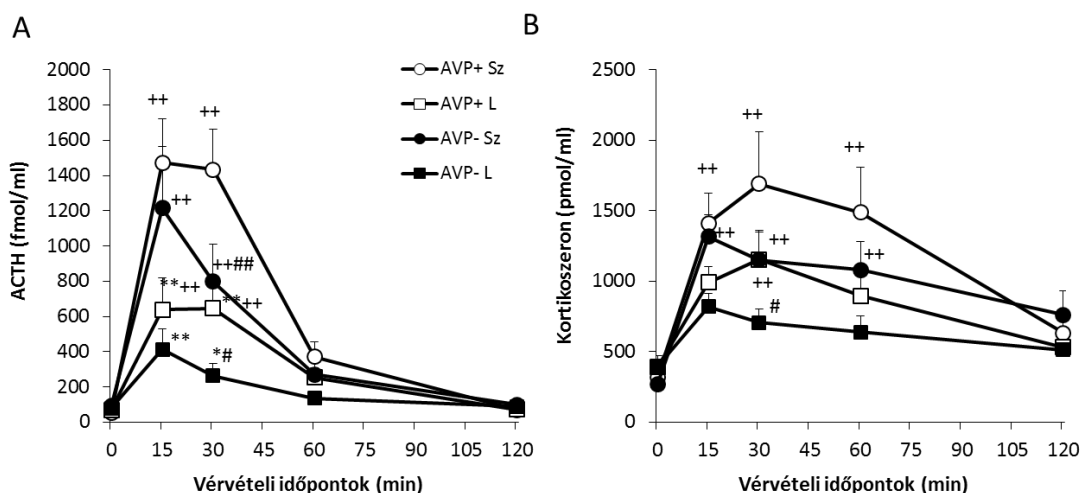 A
2000
1800
1600
1400
1200
1000
800
600
400
200
0
ACTH (fmol/ml)
++
++
++
++##
**++
**++
**
*#
AVP+ Sz
AVP+ L
AVP- Sz
AVP- L
0 15 30 45 60 75 90 105 120
Vérvételi időpontok (min)
B
2500
2000
1500
1000
500
0
Kortikoszeron (pmol/ml)
++
++
++
++
++
++
++
#
0 15 30 45 60 75 90 105 120
Vérvételi időpontok (min)